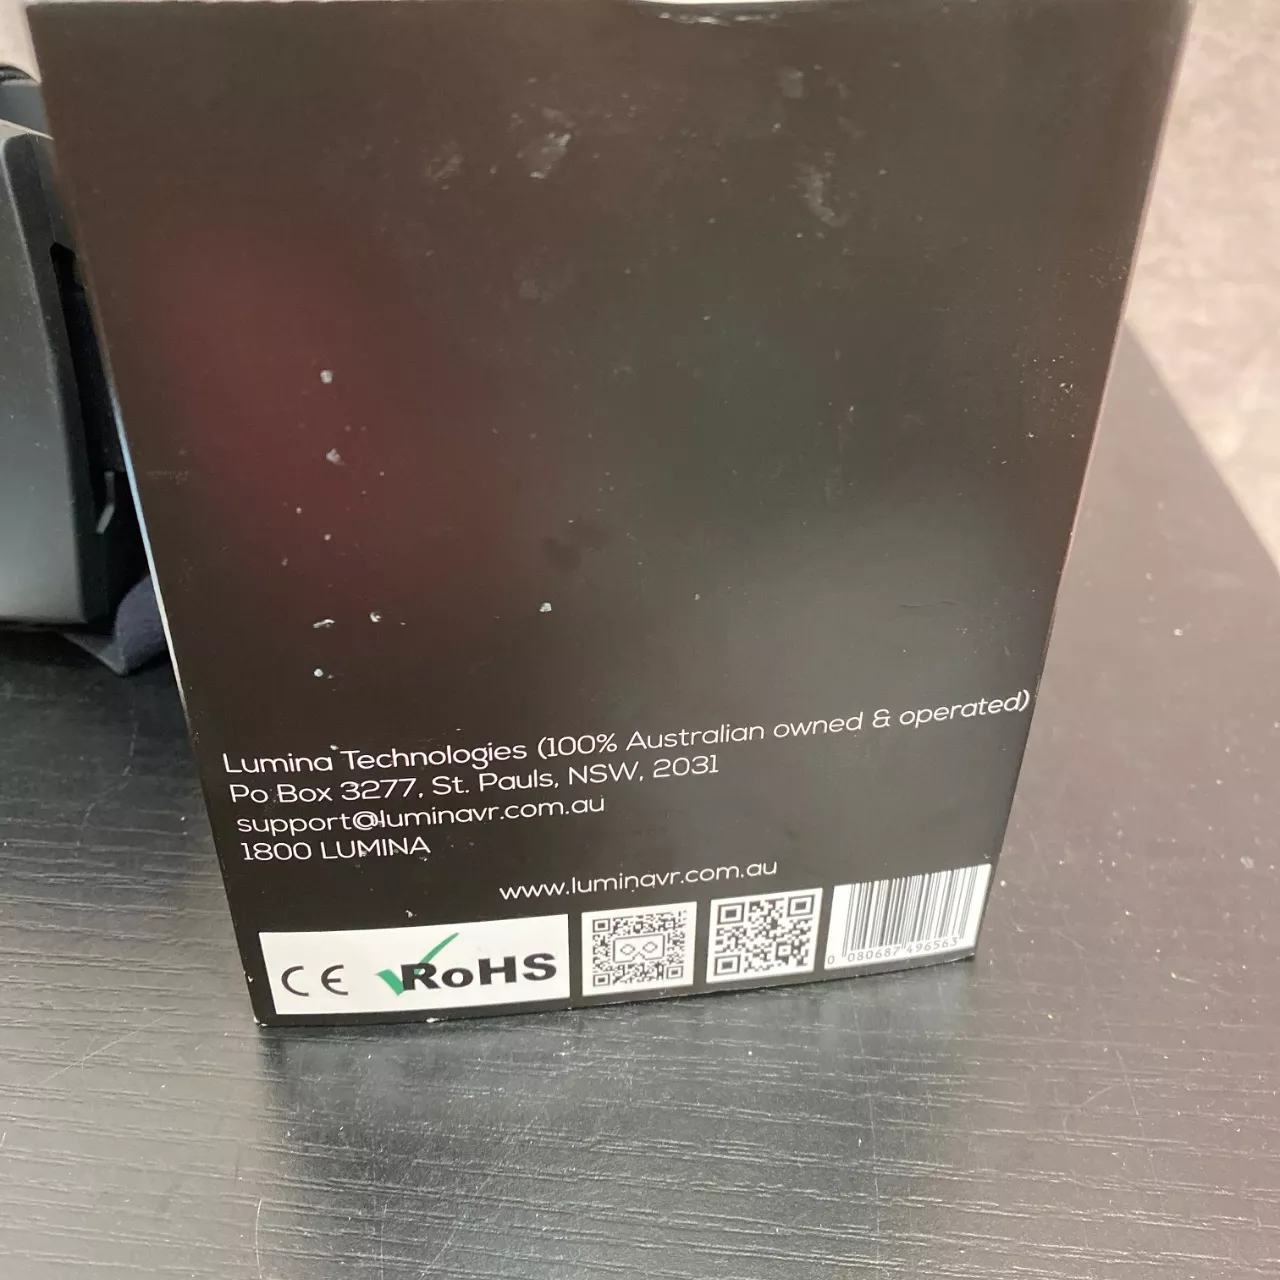 Lumina Technologies (100% Australian owned & operated)
Po Box 3277, St. Pauls, NSW, 2031
support@luminavr.com.au
1800 LUMINA
www.luminavr.com.au
CE RoHS
0 080687 496563